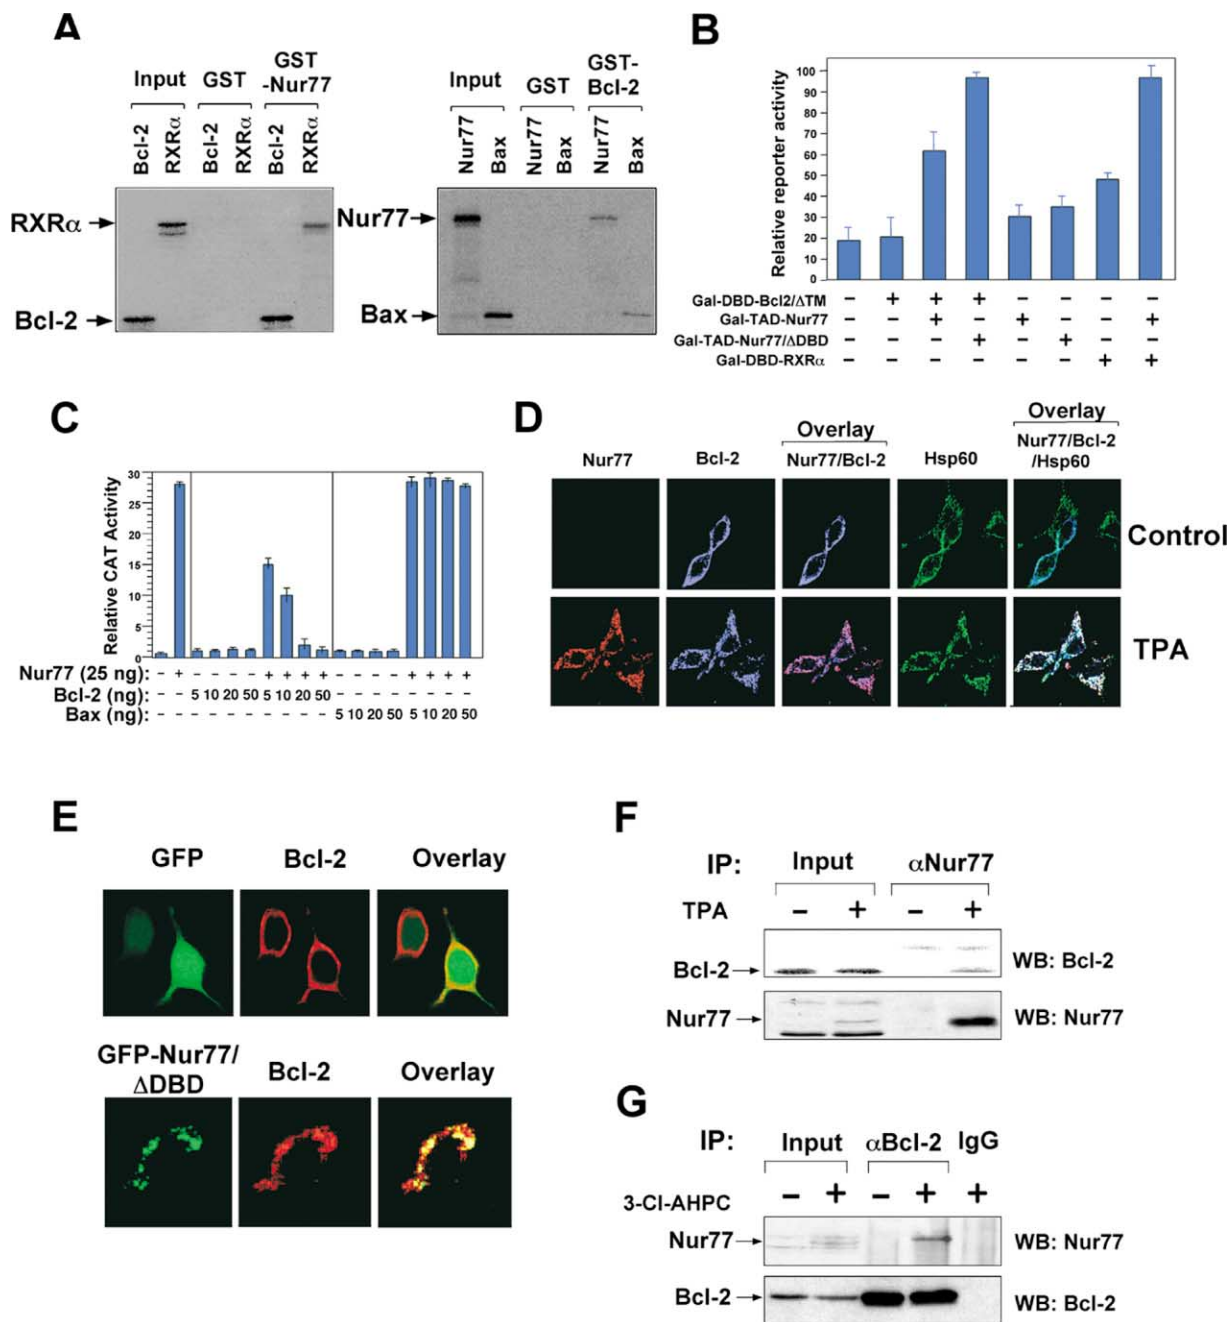 A
Input GST GST -Nur77
Bcl-2 RXRα Bcl-2 RXRα Bcl-2 RXRα
RXRα
Bcl-2
Input GST GST- Bcl-2
Nur77 Bax Nur77 Bax Nur77 Bax
Nur77
Bax
B
Relative reporter activity
100
90
80
70
60
50
40
30
20
10
0
Gal-DBD-Bcl2/ΔTM − + + + − − − −
Gal-TAD-Nur77 − − + − + − − +
Gal-TAD-Nur77/ΔDBD − − − + − + − −
Gal-DBD-RXRα − − − − − − + +
C
Relative CAT Activity
30
25
20
15
10
5
0
Nur77 (25 ng): − + − − − − + + + + − − − − + + + +
Bcl-2 (ng): − − 5 10 20 50 5 10 20 50 − − − − − − − −
Bax (ng): − − − − − − − − − − 5 10 20 50 5 10 20 50
D
Overlay
Overlay
Nur77 Bcl-2 Nur77/Bcl-2 Hsp60 Nur77/Bcl-2 /Hsp60
Control
TPA
E
GFP Bcl-2 Overlay
GFP-Nur77/ ΔDBD Bcl-2 Overlay
F
IP: Input αNur77
TPA − + − +
Bcl-2 WB: Bcl-2
Nur77 WB: Nur77
G
IP: Input αBcl-2 IgG
3-Cl-AHPC − + − + +
Nur77 WB: Nur77
Bcl-2 WB: Bcl-2